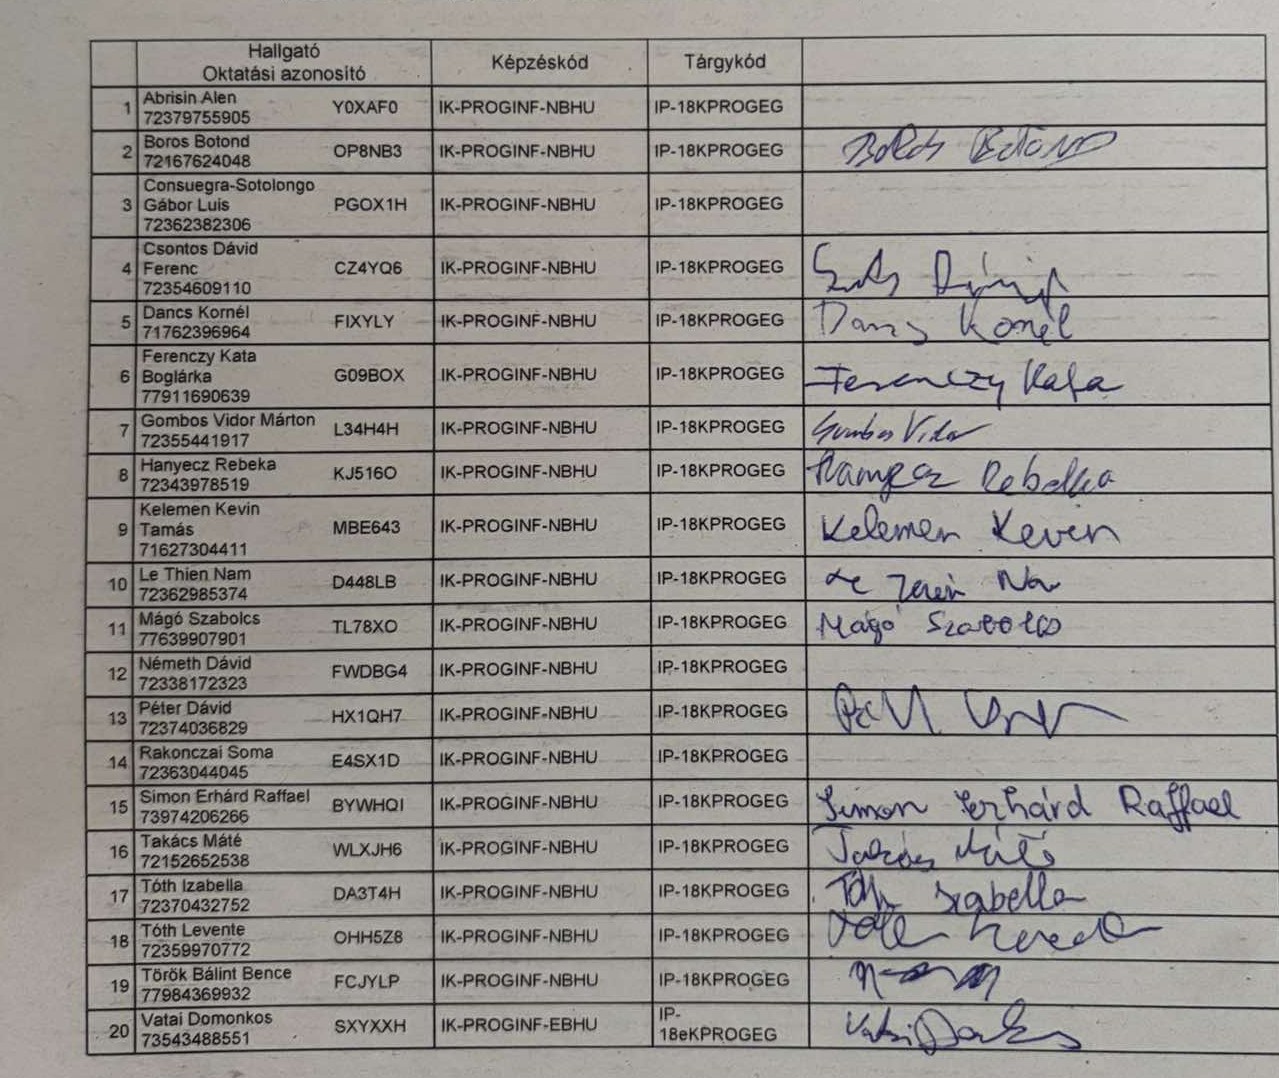 Hallgató
Oktatási azonosító Képzéskód Tárgykód
1 Abrisin Alen
72379755905 Y0XAF0 IK-PROGINF-NBHU IP-18KPROGEG
2 Boros Botond
72167624048 OP8NB3 IK-PROGINF-NBHU IP-18KPROGEG Boros Botond
3 Consuegra-Sotolongo
Gábor Luis
72362382306 PGOX1H IK-PROGINF-NBHU IP-18KPROGEG
4 Csontos Dávid
Ferenc
72354609110 CZ4YQ6 IK-PROGINF-NBHU IP-18KPROGEG
5 Dancs Kornél
71762396964 FIXYLY IK-PROGINF-NBHU IP-18KPROGEG Dancs Kornél
6 Ferenczy Kata
Boglárka
77911690639 G09BOX IK-PROGINF-NBHU IP-18KPROGEG Ferenczy Kata
7 Gombos Vidor Márton
72355441917 L34H4H IK-PROGINF-NBHU IP-18KPROGEG Gombos Vidor
8 Hanyecz Rebeka
72343978519 KJ516O IK-PROGINF-NBHU IP-18KPROGEG Hanyecz Rebeka
9 Kelemen Kevin
Tamás
71627304411 MBE643 IK-PROGINF-NBHU IP-18KPROGEG Kelemen Kevin
10 Le Thien Nam
72362985374 D448LB IK-PROGINF-NBHU IP-18KPROGEG Le Thien Nam
11 Mágó Szabolcs
77639907901 TL78XO IK-PROGINF-NBHU IP-18KPROGEG Mágó Szabolcs
12 Németh Dávid
72338172323 FWDBG4 IK-PROGINF-NBHU IP-18KPROGEG
13 Péter Dávid
72374036829 HX1QH7 IK-PROGINF-NBHU IP-18KPROGEG
14 Rakonczai Soma
72363044045 E4SX1D IK-PROGINF-NBHU IP-18KPROGEG
15 Simon Erhárd Raffael
73974206266 BYWHQI IK-PROGINF-NBHU IP-18KPROGEG Simon Erhárd Raffael
16 Takács Máté
72152652538 WLXJH6 IK-PROGINF-NBHU IP-18KPROGEG Takács Máté
17 Tóth Izabella
72370432752 DA3T4H IK-PROGINF-NBHU IP-18KPROGEG Tóth Izabella
18 Tóth Levente
72359970772 OHH5Z8 IK-PROGINF-NBHU IP-18KPROGEG Tóth Levente
19 Török Bálint Bence
77984369932 FCJYLP IK-PROGINF-NBHU IP-18KPROGEG
20 Vatai Domonkos
73543488551 SXYXXH IK-PROGINF-EBHU IP-
18eKPROGEG